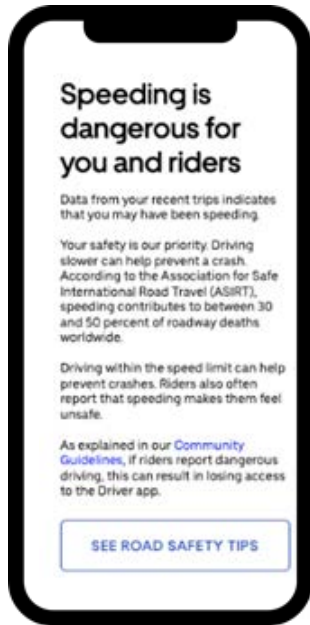 Speeding is
dangerous for
you and riders
Data from your recent trips indicates
that you may have been speeding.
Your safety is our priority. Driving
slower can help prevent a crash.
According to the Association for Safe
International Road Travel (ASIRT),
speeding contributes to between 30
and 50 percent of roadway deaths
worldwide.
Driving within the speed limit can help
prevent crashes. Riders also often
report that speeding makes them feel
unsafe.
As explained in our Community
Guidelines, if riders report dangerous
driving, this can result in losing access
to the Driver app.
SEE ROAD SAFETY TIPS